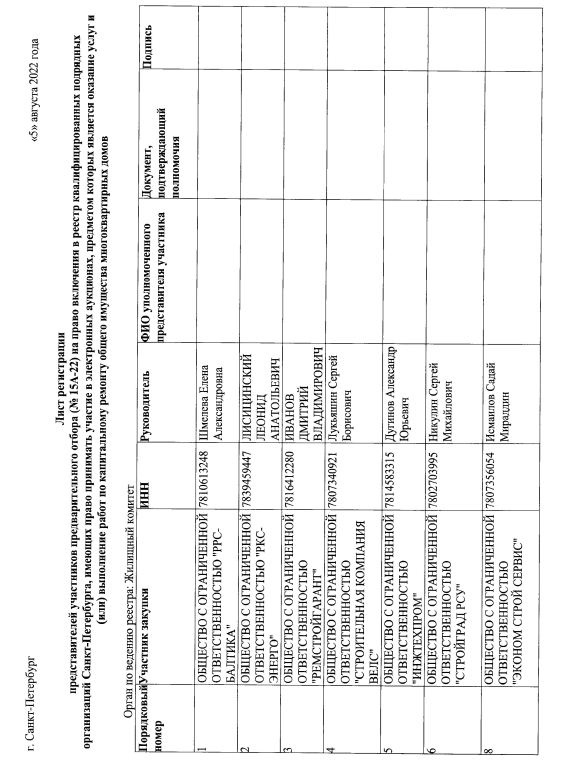 г. Санкт-Петербург
«5» августа 2022 года
Лист регистрации
представителей участников предварительного отбора (№ 15А-22) на право включения в реестр квалифицированных подрядных
организаций Санкт-Петербурга, имеющих право принимать участие в электронных аукционах, предметом которых является оказание услуг и
(или) выполнение работ по капитальному ремонту общего имущества многоквартирных домов
Орган по ведению реестра: Жилищный комитет
Порядковый
номер
Участник закупки
ИНН
Руководитель
ФИО уполномоченного
представителя участника
Документ,
подтверждающий
полномочия
Подпись
1
ОБЩЕСТВО С ОГРАНИЧЕННОЙ
ОТВЕТСТВЕННОСТЬЮ "РРС-
БАЛТИКА"
7810613248
Шмелева Елена
Александровна
2
ОБЩЕСТВО С ОГРАНИЧЕННОЙ
ОТВЕТСТВЕННОСТЬЮ "РКС-
ЭНЕРГО"
7839459447
ЛИСИЦИНСКИЙ
ЛЕОНИД
АНАТОЛЬЕВИЧ
3
ОБЩЕСТВО С ОГРАНИЧЕННОЙ
ОТВЕТСТВЕННОСТЬЮ
"РЕМСТРОЙГАРАНТ"
7816412280
ИВАНОВ
ДМИТРИЙ
ВЛАДИМИРОВИЧ
4
ОБЩЕСТВО С ОГРАНИЧЕННОЙ
ОТВЕТСТВЕННОСТЬЮ
"СТРОИТЕЛЬНАЯ КОМПАНИЯ
ВЕЛС"
7807340921
Лукьяшин Сергей
Борисович
5
ОБЩЕСТВО С ОГРАНИЧЕННОЙ
ОТВЕТСТВЕННОСТЬЮ
"ИНЖТЕХПРОМ"
7814583315
Дугинов Александр
Юрьевич
6
ОБЩЕСТВО С ОГРАНИЧЕННОЙ
ОТВЕТСТВЕННОСТЬЮ
"СТРОЙГРАД РСУ"
7802703995
Никулин Сергей
Михайлович
8
ОБЩЕСТВО С ОГРАНИЧЕННОЙ
ОТВЕТСТВЕННОСТЬЮ
"ЭКОНОМ СТРОЙ СЕРВИС"
7807356054
Исмаилов Садай
Мираддин